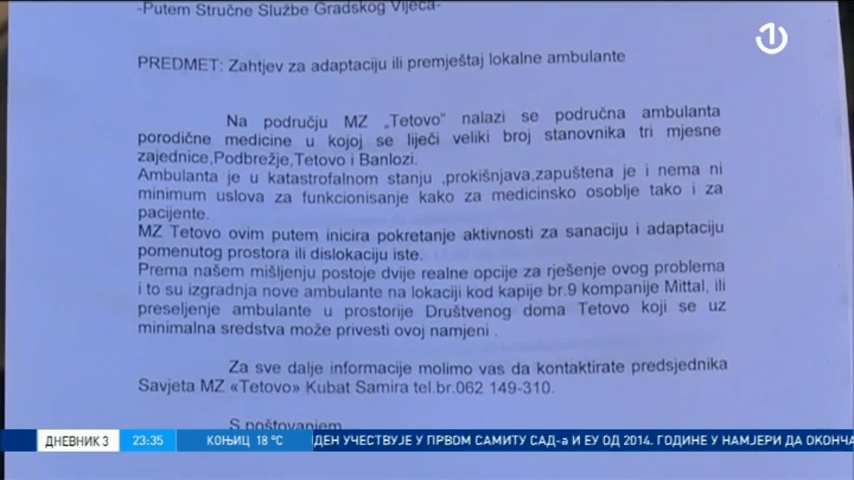 -Putem Stručne Službe Gradskog Vijeća-
PREDMET: Zahtjev za adaptaciju ili premještaj lokalne ambulante
Na području MZ „Tetovo" nalazi se područna ambulanta
porodične medicine u kojoj se liječi veliki broj stanovnika tri mjesne
zajednice,Podbrežje,Tetovo i Banlozi.
Ambulanta je u katastrofalnom stanju ,prokišnjava,zapuštena je i nema ni
minimum uslova za funkcionisanje kako za medicinsko osoblje tako i za
pacijente.
MZ Tetovo ovim putem inicira pokretanje aktivnosti za sanaciju i adaptaciju
pomenutog prostora ili dislokaciju iste.
Prema našem mišljenju postoje dvije realne opcije za rješenje ovog problema
i to su izgradnja nove ambulante na lokaciji kod kapije br.9 kompanije Mittal, ili
preseljenje ambulante u prostorije Društvenog doma Tetovo koji se uz
minimalna sredstva može privesti ovoj namjeni .
Za sve dalje informacije molimo vas da kontaktirate predsjednika
Savjeta MZ «Tetovo» Kubat Samira tel.br.062 149-310.
S poštovanjem
ДНЕВНИК 3 23:35 КОЊИЦ 18 °C ЈДЕН УЧЕСТВУЈЕ У ПРВОМ САМИТУ САД-а И ЕУ ОД 2014. ГОДИНЕ У НАМЈЕРИ ДА ОКОНЧА